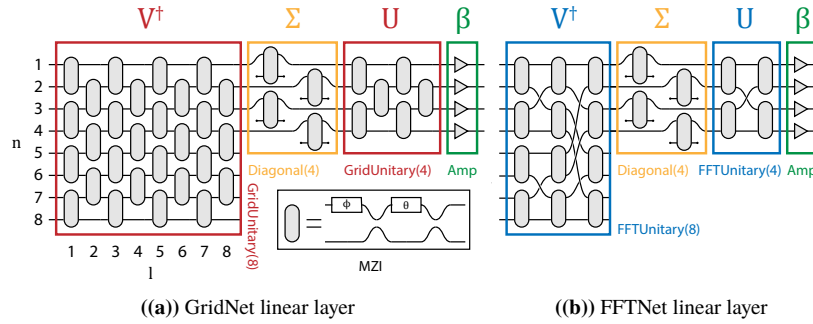 V† Σ U β
1
2
3
4
5
6
7
8
n
1 2 3 4 5 6 7 8
l
GridUnitary(8)
Diagonal(4)
GridUnitary(4)
Amp
ϕ θ
MZI
((a)) GridNet linear layer
V† Σ U β
Diagonal(4)
FFTUnitary(4)
Amp
FFTUnitary(8)
((b)) FFTNet linear layer